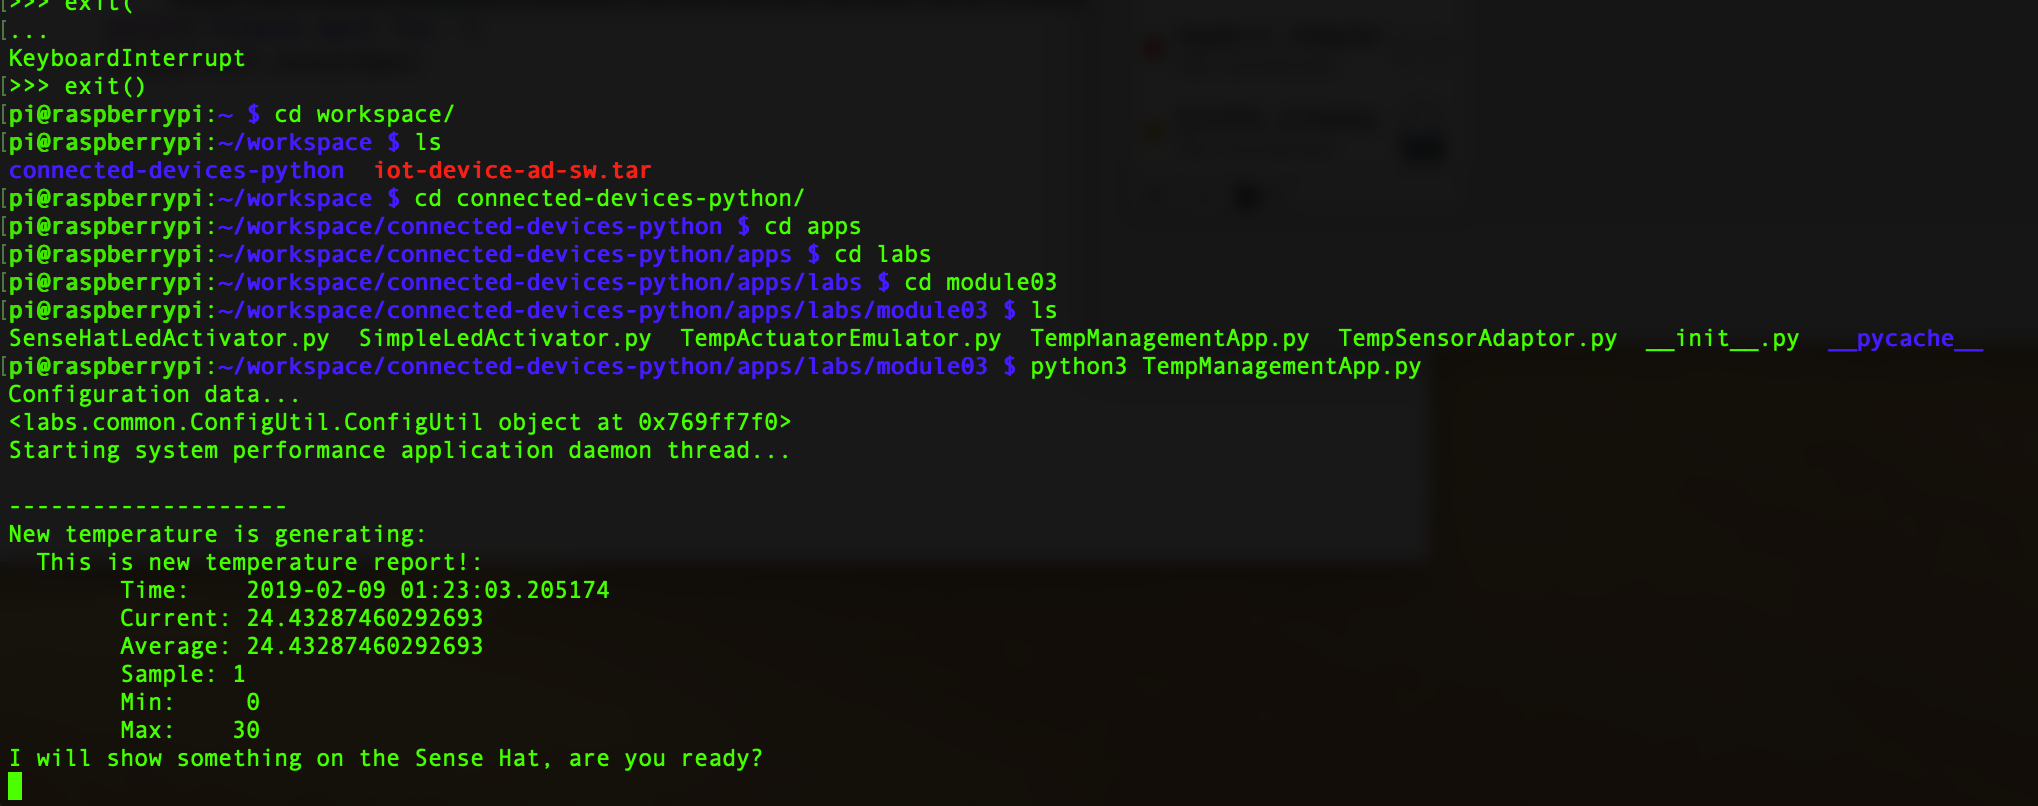 [>>> exit(
[...
KeyboardInterrupt
[>>> exit()
[pi@raspberrypi:~ $ cd workspace/
[pi@raspberrypi:~/workspace $ ls
connected-devices-python  iot-device-ad-sw.tar
[pi@raspberrypi:~/workspace $ cd connected-devices-python/
[pi@raspberrypi:~/workspace/connected-devices-python $ cd apps
[pi@raspberrypi:~/workspace/connected-devices-python/apps $ cd labs
[pi@raspberrypi:~/workspace/connected-devices-python/apps/labs $ cd module03
[pi@raspberrypi:~/workspace/connected-devices-python/apps/labs/module03 $ ls
SenseHatLedActivator.py  SimpleLedActivator.py  TempActuatorEmulator.py  TempManagementApp.py  TempSensorAdaptor.py  __init__.py  __pycache__
[pi@raspberrypi:~/workspace/connected-devices-python/apps/labs/module03 $ python3 TempManagementApp.py
Configuration data...
<labs.common.ConfigUtil.ConfigUtil object at 0x769ff7f0>
Starting system performance application daemon thread...
--------------------
New temperature is generating:
  This is new temperature report!:
        Time:    2019-02-09 01:23:03.205174
        Current: 24.43287460292693
        Average: 24.43287460292693
        Sample: 1
        Min:     0
        Max:    30
I will show something on the Sense Hat, are you ready?